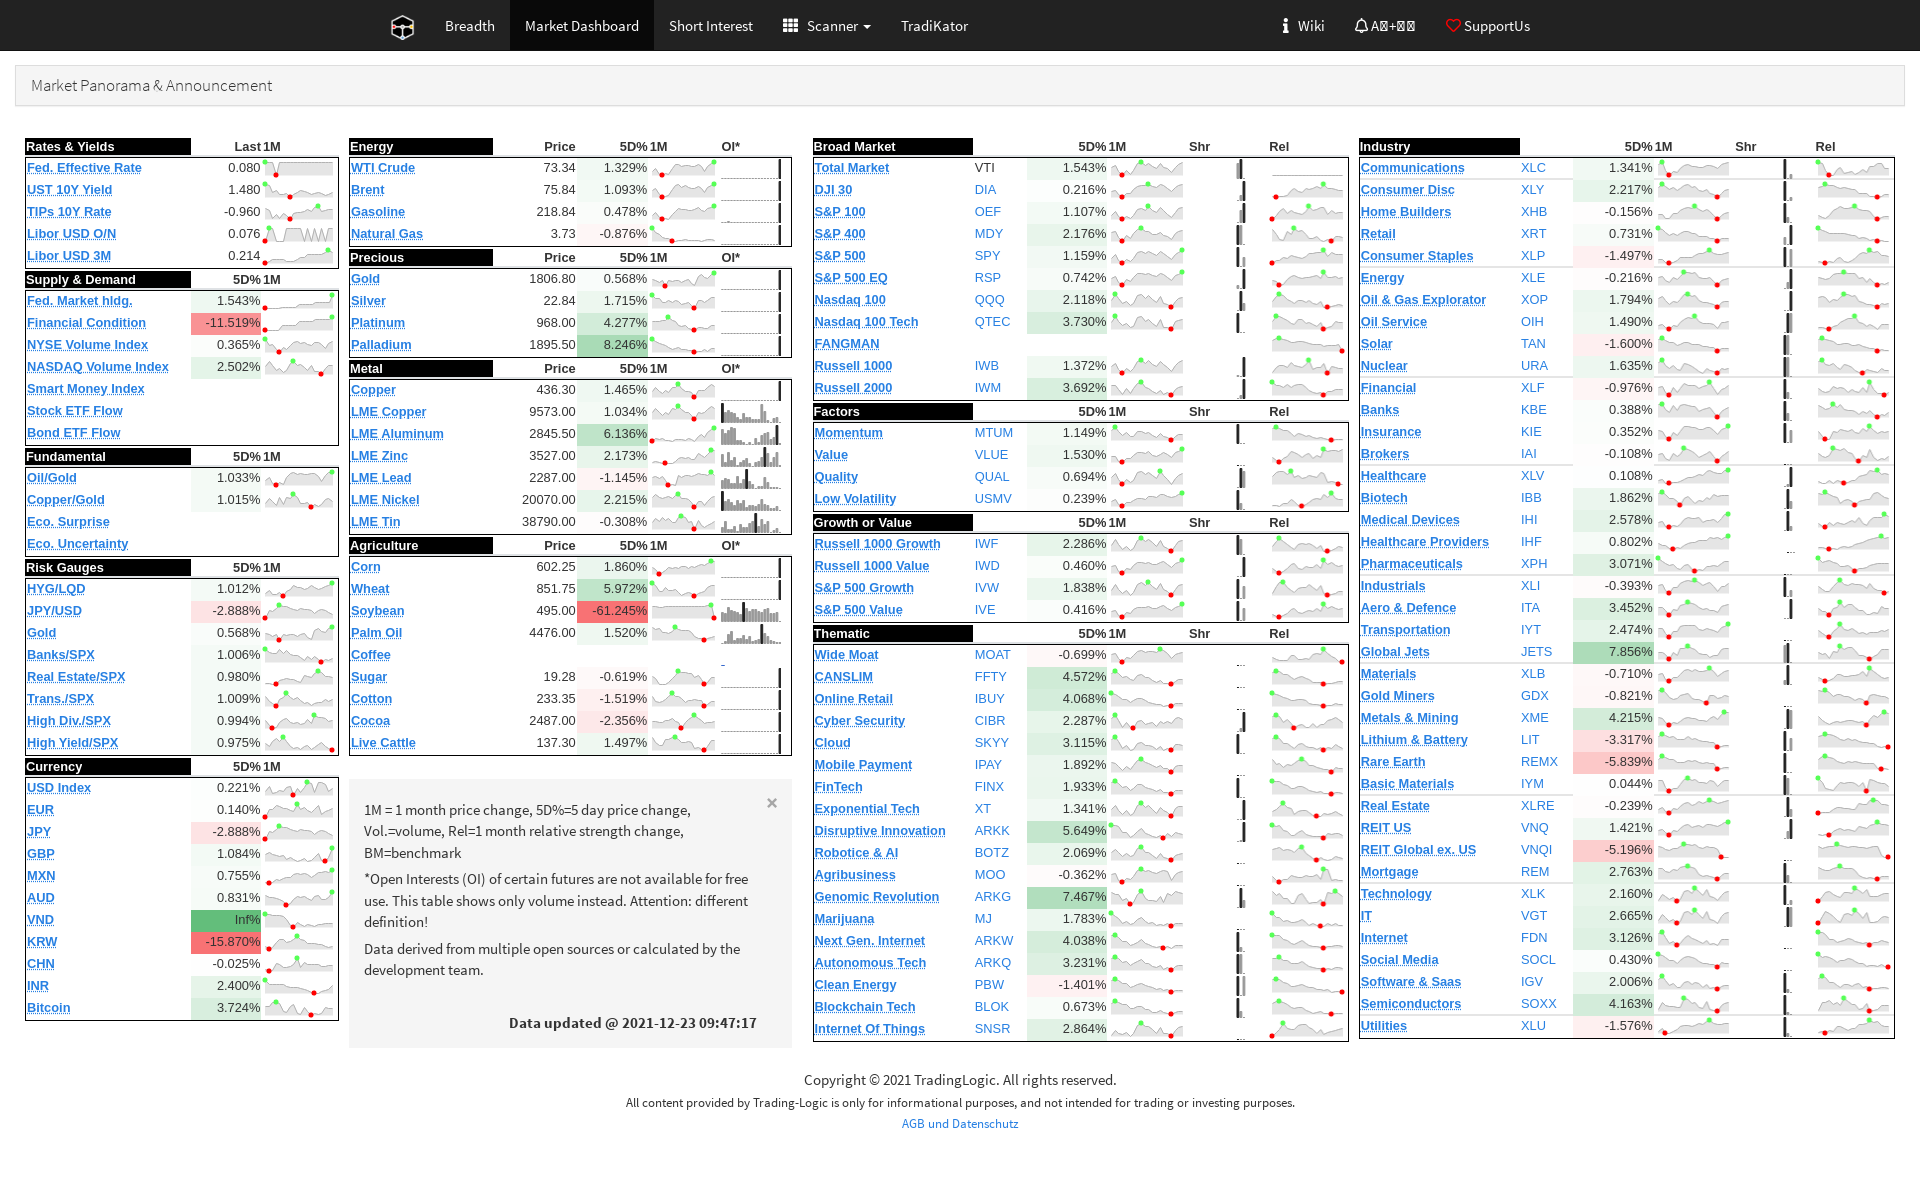 Breadth
Market Dashboard
Short Interest
Scanner
TradiKator
Wiki
SupportUs
Market Panorama & Announcement
Rates & Yields Last 1M
Fed. Effective Rate 0.080
UST 10Y Yield 1.480
TIPs 10Y Rate -0.960
Libor USD O/N 0.076
Libor USD 3M 0.214
Supply & Demand 5D% 1M
Fed. Market hldg. 1.543%
Financial Condition -11.519%
NYSE Volume Index 0.365%
NASDAQ Volume Index 2.502%
Smart Money Index
Stock ETF Flow
Bond ETF Flow
Fundamental 5D% 1M
Oil/Gold 1.033%
Copper/Gold 1.015%
Eco. Surprise
Eco. Uncertainty
Risk Gauges 5D% 1M
HYG/LQD 1.012%
JPY/USD -2.888%
Gold 0.568%
Banks/SPX 1.006%
Real Estate/SPX 0.980%
Trans./SPX 1.009%
High Div./SPX 0.994%
High Yield/SPX 0.975%
Currency 5D% 1M
USD Index 0.221%
EUR 0.140%
JPY -2.888%
GBP 1.084%
MXN 0.755%
AUD 0.831%
VND Inf%
KRW -15.870%
CHN -0.025%
INR 2.400%
Bitcoin 3.724%
Energy Price 5D% 1M OI*
WTI Crude 73.34 1.329%
Brent 75.84 1.093%
Gasoline 218.84 0.478%
Natural Gas 3.73 -0.876%
Precious Price 5D% 1M OI*
Gold 1806.80 0.568%
Silver 22.84 1.715%
Platinum 968.00 4.277%
Palladium 1895.50 8.246%
Metal Price 5D% 1M OI*
Copper 436.30 1.465%
LME Copper 9573.00 1.034%
LME Aluminum 2845.50 6.136%
LME Zinc 3527.00 2.173%
LME Lead 2287.00 -1.145%
LME Nickel 20070.00 2.215%
LME Tin 38790.00 -0.308%
Agriculture Price 5D% 1M OI*
Corn 602.25 1.860%
Wheat 851.75 5.972%
Soybean 495.00 -61.245%
Palm Oil 4476.00 1.520%
Coffee
Sugar 19.28 -0.619%
Cotton 233.35 -1.519%
Cocoa 2487.00 -2.356%
Live Cattle 137.30 1.497%
×
1M = 1 month price change, 5D%=5 day price change,
Vol.=volume, Rel=1 month relative strength change,
BM=benchmark
*Open Interests (OI) of certain futures are not available for free
use. This table shows only volume instead. Attention: different
definition!
Data derived from multiple open sources or calculated by the
development team.
Data updated @ 2021-12-23 09:47:17
Broad Market 5D% 1M Shr Rel
Total Market VTI 1.543%
DJI 30 DIA 0.216%
S&P 100 OEF 1.107%
S&P 400 MDY 2.176%
S&P 500 SPY 1.159%
S&P 500 EQ RSP 0.742%
Nasdaq 100 QQQ 2.118%
Nasdaq 100 Tech QTEC 3.730%
FANGMAN
Russell 1000 IWB 1.372%
Russell 2000 IWM 3.692%
Factors 5D% 1M Shr Rel
Momentum MTUM 1.149%
Value VLUE 1.530%
Quality QUAL 0.694%
Low Volatility USMV 0.239%
Growth or Value 5D% 1M Shr Rel
Russell 1000 Growth IWF 2.286%
Russell 1000 Value IWD 0.460%
S&P 500 Growth IVW 1.838%
S&P 500 Value IVE 0.416%
Thematic 5D% 1M Shr Rel
Wide Moat MOAT -0.699%
CANSLIM FFTY 4.572%
Online Retail IBUY 4.068%
Cyber Security CIBR 2.287%
Cloud SKYY 3.115%
Mobile Payment IPAY 1.892%
FinTech FINX 1.933%
Exponential Tech XT 1.341%
Disruptive Innovation ARKK 5.649%
Robotice & AI BOTZ 2.069%
Agribusiness MOO -0.362%
Genomic Revolution ARKG 7.467%
Marijuana MJ 1.783%
Next Gen. Internet ARKW 4.038%
Autonomous Tech ARKQ 3.231%
Clean Energy PBW -1.401%
Blockchain Tech BLOK 0.673%
Internet Of Things SNSR 2.864%
Industry 5D% 1M Shr Rel
Communications XLC 1.341%
Consumer Disc XLY 2.217%
Home Builders XHB -0.156%
Retail XRT 0.731%
Consumer Staples XLP -1.497%
Energy XLE -0.216%
Oil & Gas Explorator XOP 1.794%
Oil Service OIH 1.490%
Solar TAN -1.600%
Nuclear URA 1.635%
Financial XLF -0.976%
Banks KBE 0.388%
Insurance KIE 0.352%
Brokers IAI -0.108%
Healthcare XLV 0.108%
Biotech IBB 1.862%
Medical Devices IHI 2.578%
Healthcare Providers IHF 0.802%
Pharmaceuticals XPH 3.071%
Industrials XLI -0.393%
Aero & Defence ITA 3.452%
Transportation IYT 2.474%
Global Jets JETS 7.856%
Materials XLB -0.710%
Gold Miners GDX -0.821%
Metals & Mining XME 4.215%
Lithium & Battery LIT -3.317%
Rare Earth REMX -5.839%
Basic Materials IYM 0.044%
Real Estate XLRE -0.239%
REIT US VNQ 1.421%
REIT Global ex. US VNQI -5.196%
Mortgage REM 2.763%
Technology XLK 2.160%
IT VGT 2.665%
Internet FDN 3.126%
Social Media SOCL 0.430%
Software & Saas IGV 2.006%
Semiconductors SOXX 4.163%
Utilities XLU -1.576%
Copyright © 2021 TradingLogic. All rights reserved.
All content provided by Trading-Logic is only for informational purposes, and not intended for trading or investing purposes.
AGB und Datenschutz